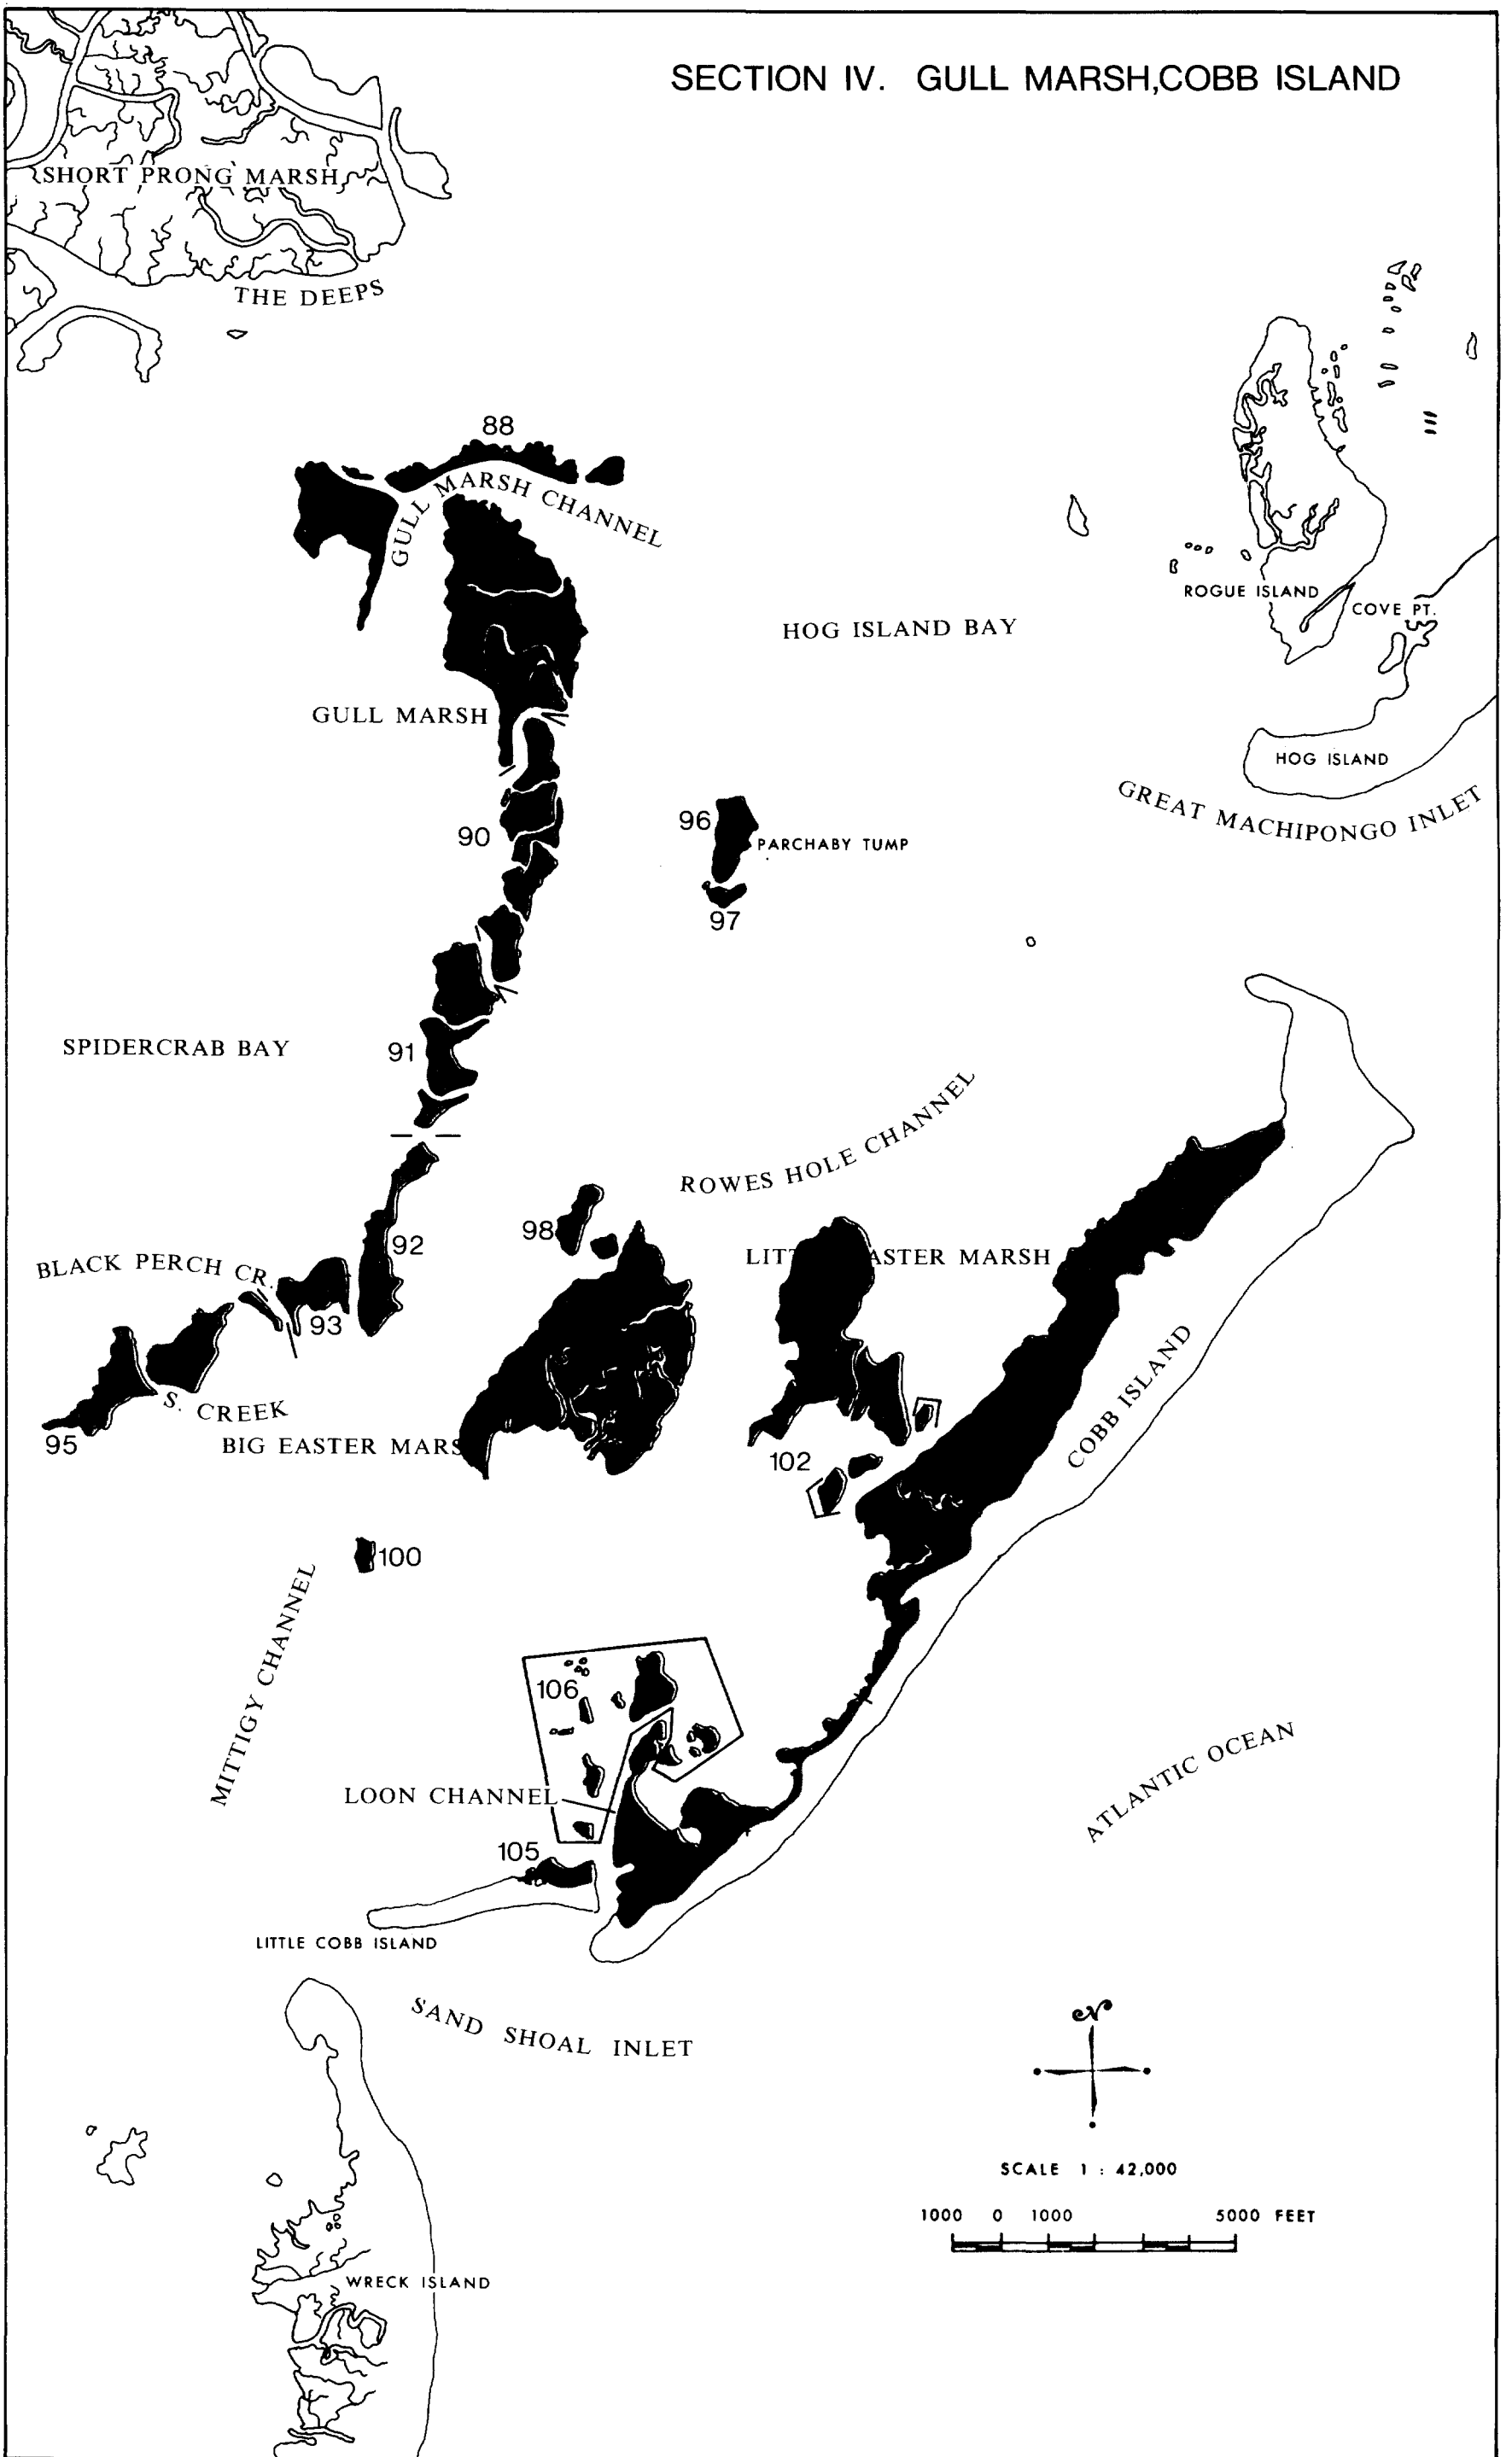 SECTION IV. GULL MARSH,COBB ISLAND
SHORT PRONG MARSH
THE DEEPS
88
GULL MARSH CHANNEL
ROGUE ISLAND
COVE PT.
HOG ISLAND BAY
GULL MARSH
HOG ISLAND
GREAT MACHIPONGO INLET
90
96
PARCHABY TUMP
97
SPIDERCRAB BAY
91
ROWES HOLE CHANNEL
98
92
BLACK PERCH CR.
LITT ASTER MARSH
93
COBB ISLAND
S. CREEK
95
BIG EASTER MARS
102
100
MITTIGY CHANNEL
106
LOON CHANNEL
ATLANTIC OCEAN
105
LITTLE COBB ISLAND
SAND SHOAL INLET
N
SCALE 1 : 42,000
1000 0 1000 5000 FEET
WRECK ISLAND